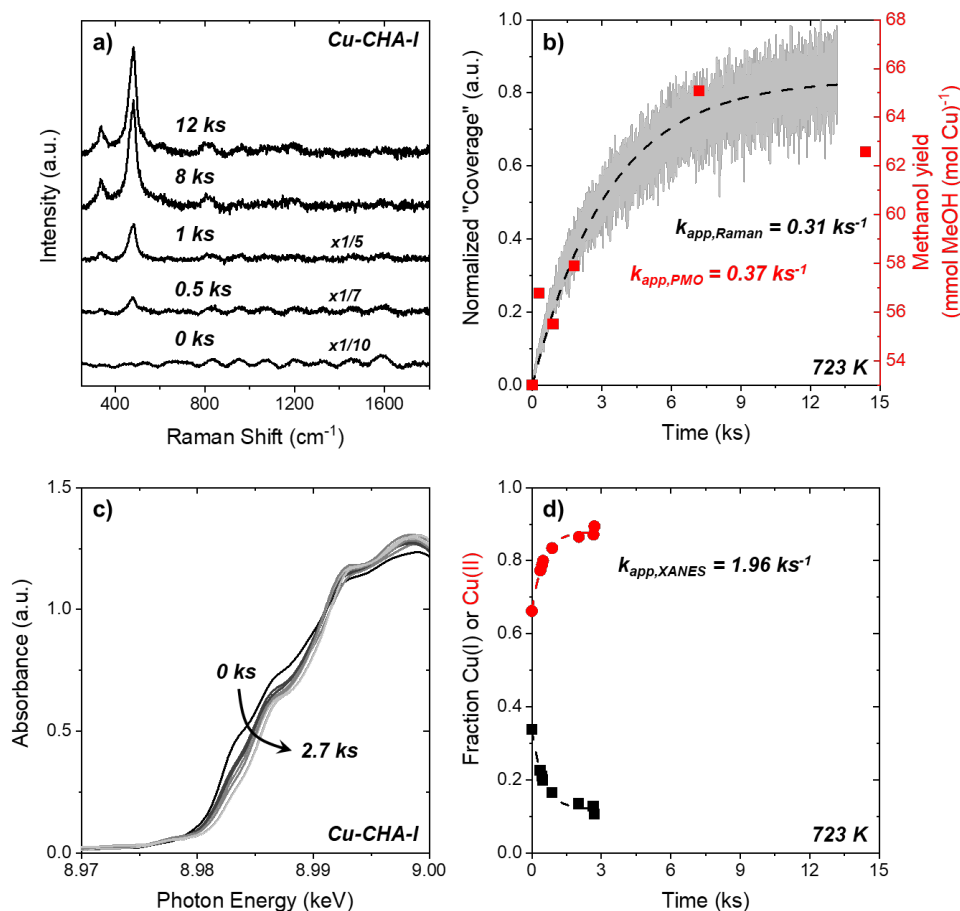 a)
Cu-CHA-I
12 ks
8 ks
1 ks
x1/5
0.5 ks
x1/7
0 ks
x1/10
Intensity (a.u.)
400 800 1200 1600
Raman Shift (cm⁻¹)
b)
Normalized "Coverage" (a.u.)
1.0
0.8
0.6
0.4
0.2
0.0
k_app,Raman = 0.31 ks⁻¹
k_app,PMO = 0.37 ks⁻¹
723 K
0 3 6 9 12 15
Time (ks)
68
66
64
62
60
58
56
54
Methanol yield
(mmol MeOH (mol Cu)⁻¹)
c)
Absorbance (a.u.)
1.5
1.0
0.5
0.0
0 ks
2.7 ks
Cu-CHA-I
8.97 8.98 8.99 9.00
Photon Energy (keV)
d)
Fraction Cu(I) or Cu(II)
1.0
0.8
0.6
0.4
0.2
0.0
k_app,XANES = 1.96 ks⁻¹
723 K
0 3 6 9 12 15
Time (ks)